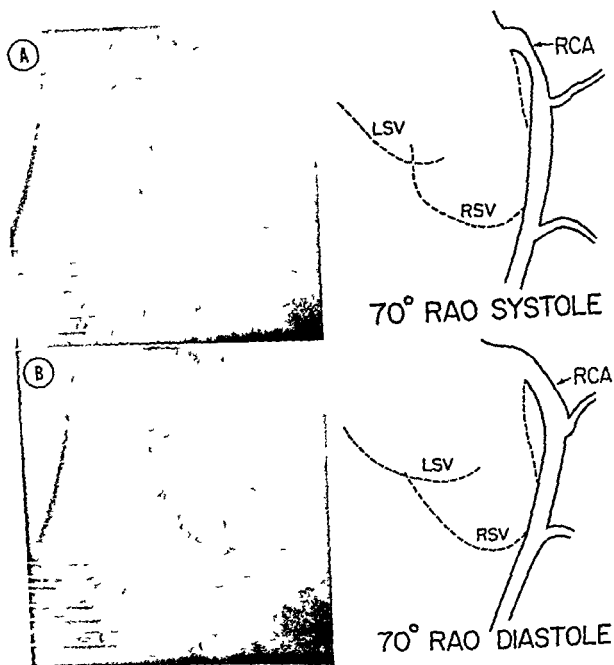 A
RCA
LSV
RSV
70° RAO SYSTOLE
B
RCA
LSV
RSV
70° RAO DIASTOLE